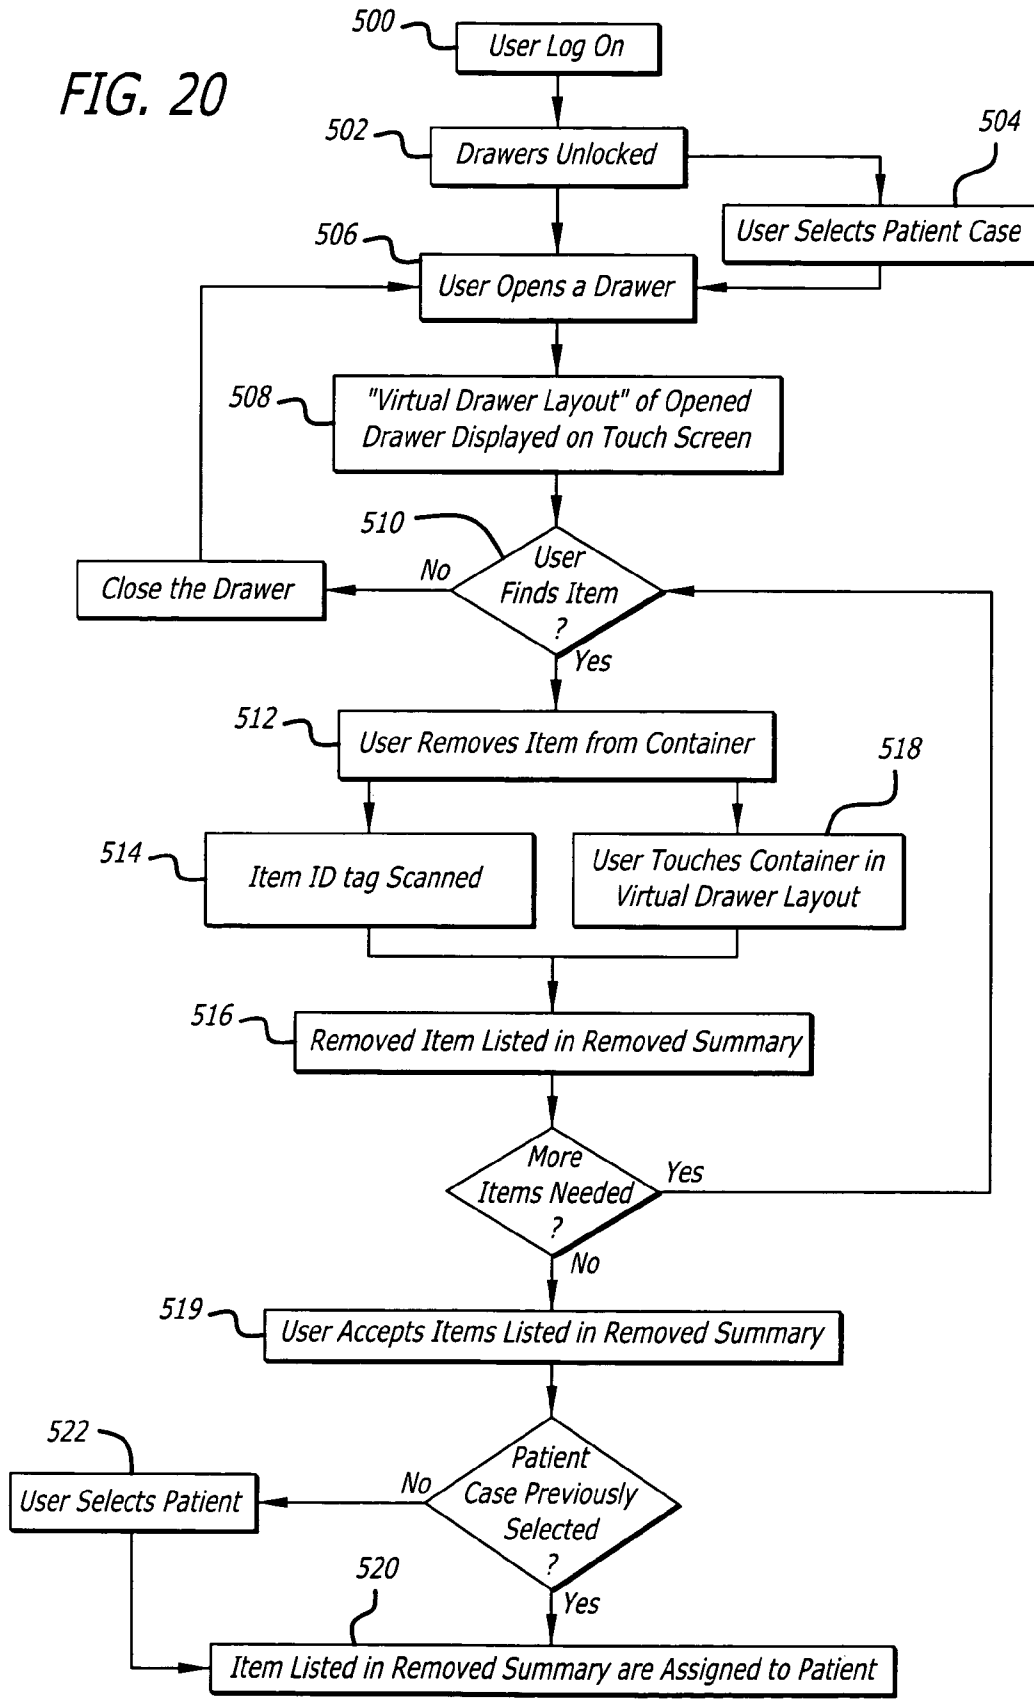 FIG. 20
500
User Log On
502
Drawers Unlocked
504
User Selects Patient Case
506
User Opens a Drawer
508
"Virtual Drawer Layout" of Opened
Drawer Displayed on Touch Screen
510
User
Finds Item
?
No
Close the Drawer
Yes
512
User Removes Item from Container
514
Item ID tag Scanned
518
User Touches Container in
Virtual Drawer Layout
516
Removed Item Listed in Removed Summary
More
Items Needed
?
Yes
No
519
User Accepts Items Listed in Removed Summary
Patient
Case Previously
Selected
?
No
522
User Selects Patient
Yes
520
Item Listed in Removed Summary are Assigned to Patient